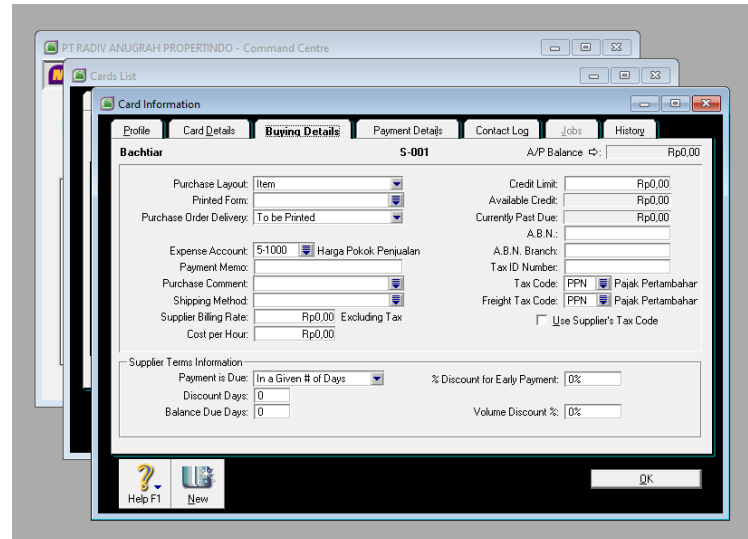 PT RADIV ANUGRAH PROPERTINDO - Command Centre
Cards List
Card Information
Profile Card Details Buying Details Payment Details Contact Log Jobs History
Bachtiar S-001 A/P Balance ⇨: Rp0,00
Purchase Layout: Item Credit Limit: Rp0,00
Printed Form: Available Credit: Rp0,00
Purchase Order Delivery: To be Printed Currently Past Due: Rp0,00
A.B.N.:
Expense Account: 5-1000 Harga Pokok Penjualan A.B.N. Branch:
Payment Memo: Tax ID Number:
Purchase Comment: Tax Code: PPN Pajak Pertambahar
Shipping Method: Freight Tax Code: PPN Pajak Pertambahar
Supplier Billing Rate: Rp0,00 Excluding Tax Use Supplier's Tax Code
Cost per Hour: Rp0,00
Supplier Terms Information
Payment is Due: In a Given # of Days % Discount for Early Payment: 0%
Discount Days: 0
Balance Due Days: 0 Volume Discount %: 0%
Help F1 New OK